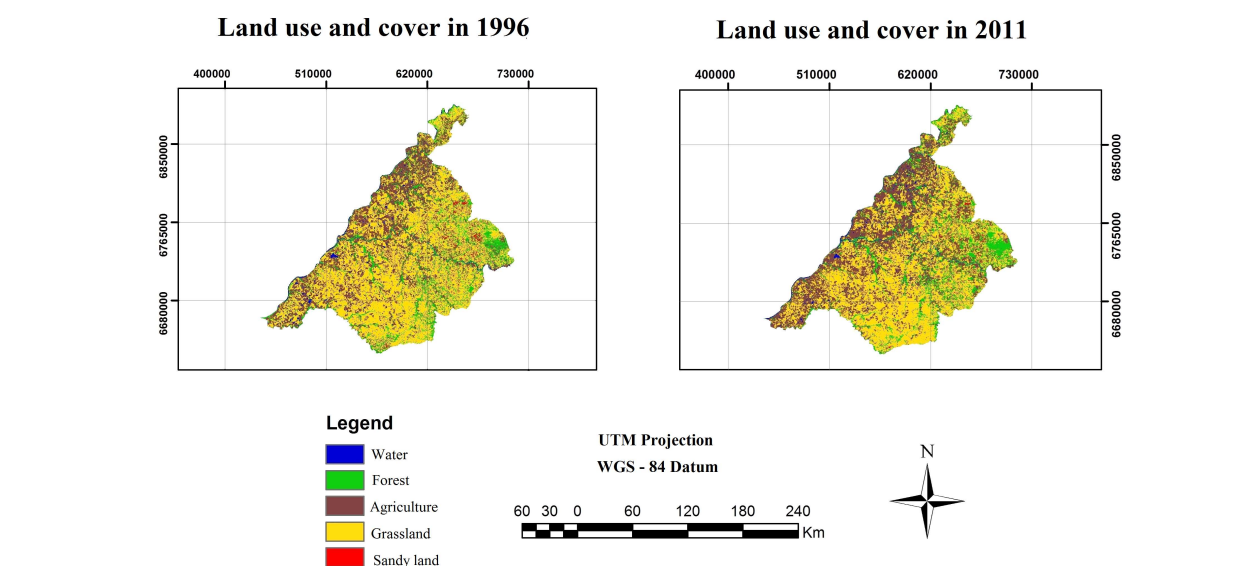 Land use and cover in 1996
Land use and cover in 2011
400000 510000 620000 730000
400000 510000 620000 730000
6850000
6765000
6680000
6850000
6765000
6680000
Legend
Water
Forest
Agriculture
Grassland
Sandy land
UTM Projection
WGS - 84 Datum
60 30 0 60 120 180 240
Km
N